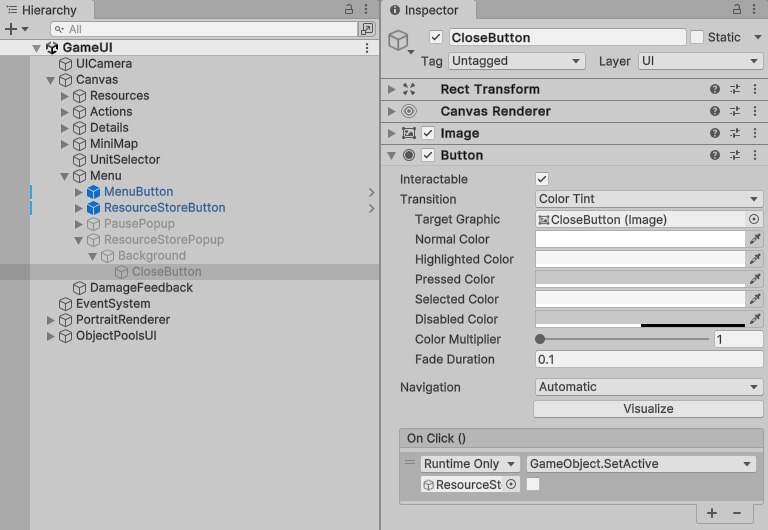 Hierarchy
All
GameUI
UICamera
Canvas
Resources
Actions
Details
MiniMap
UnitSelector
Menu
MenuButton
ResourceStoreButton
PausePopup
ResourceStorePopup
Background
CloseButton
DamageFeedback
EventSystem
PortraitRenderer
ObjectPoolsUI
Inspector
CloseButton Static
Tag Untagged Layer UI
Rect Transform
Canvas Renderer
Image
Button
Interactable
Transition Color Tint
Target Graphic CloseButton (Image)
Normal Color
Highlighted Color
Pressed Color
Selected Color
Disabled Color
Color Multiplier 1
Fade Duration 0.1
Navigation Automatic
Visualize
On Click ()
Runtime Only GameObject.SetActive
ResourceSt